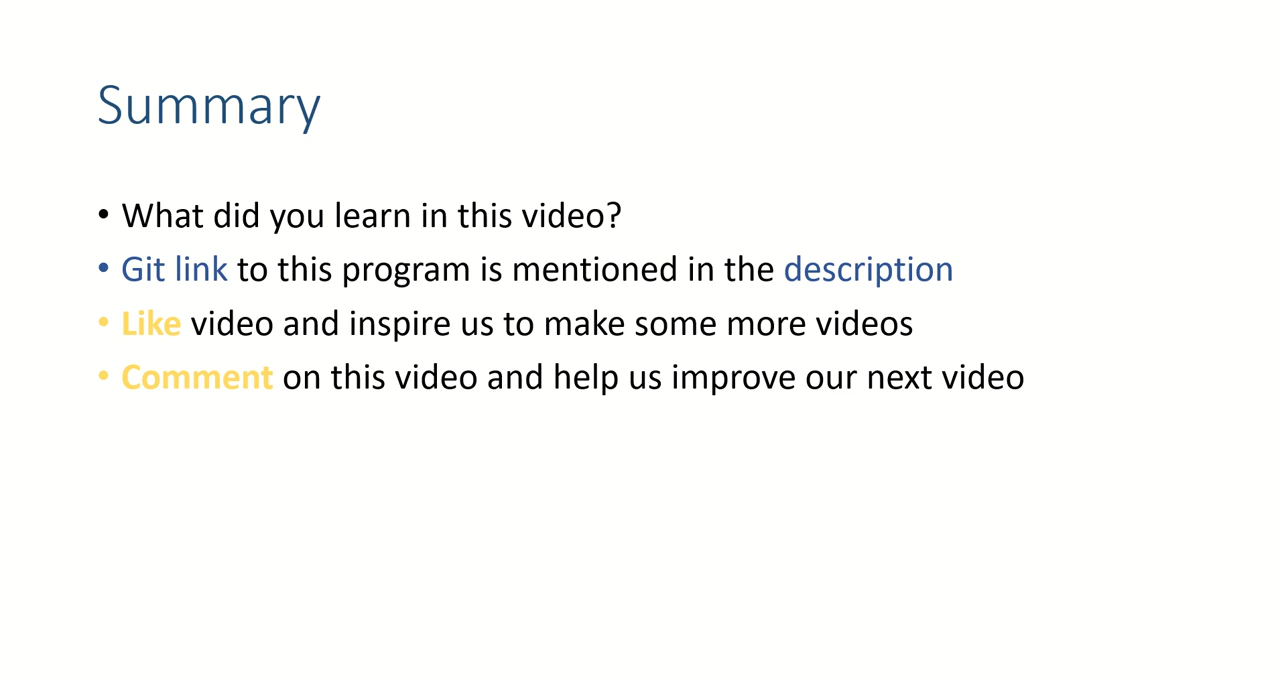 Summary
• What did you learn in this video?
• Git link to this program is mentioned in the description
• Like video and inspire us to make some more videos
• Comment on this video and help us improve our next video